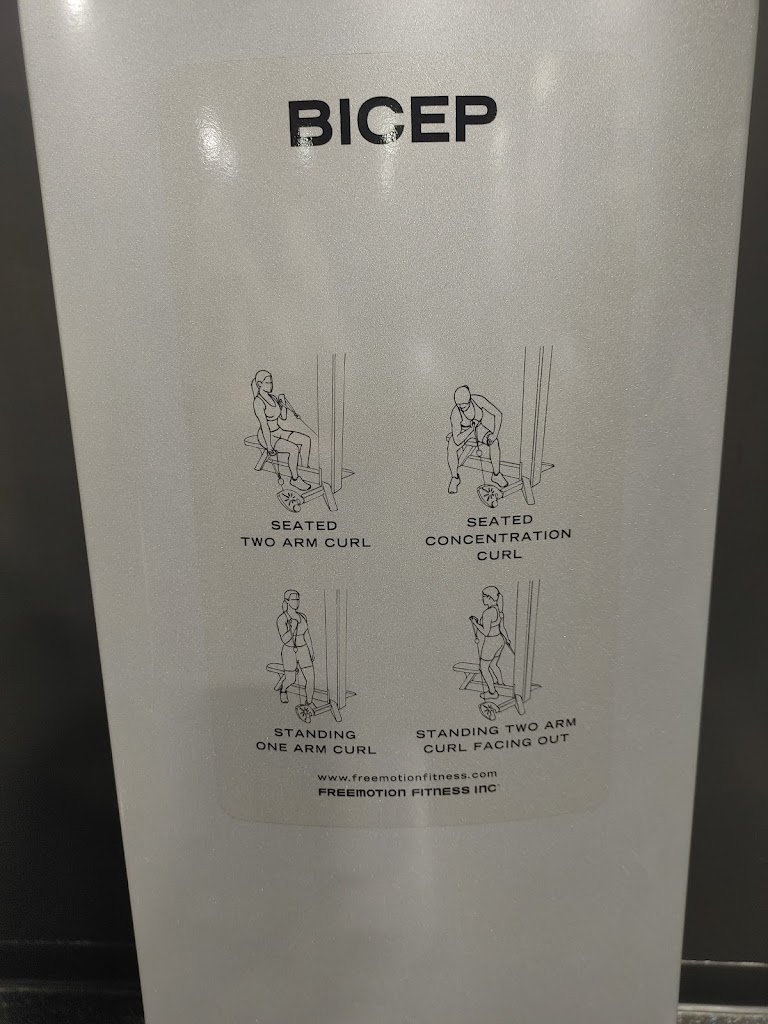 BICEP
SEATED
TWO ARM CURL
SEATED
CONCENTRATION
CURL
STANDING
ONE ARM CURL
STANDING TWO ARM
CURL FACING OUT
www.freemotionfitness.com
FREEMOTION FITNESS INC